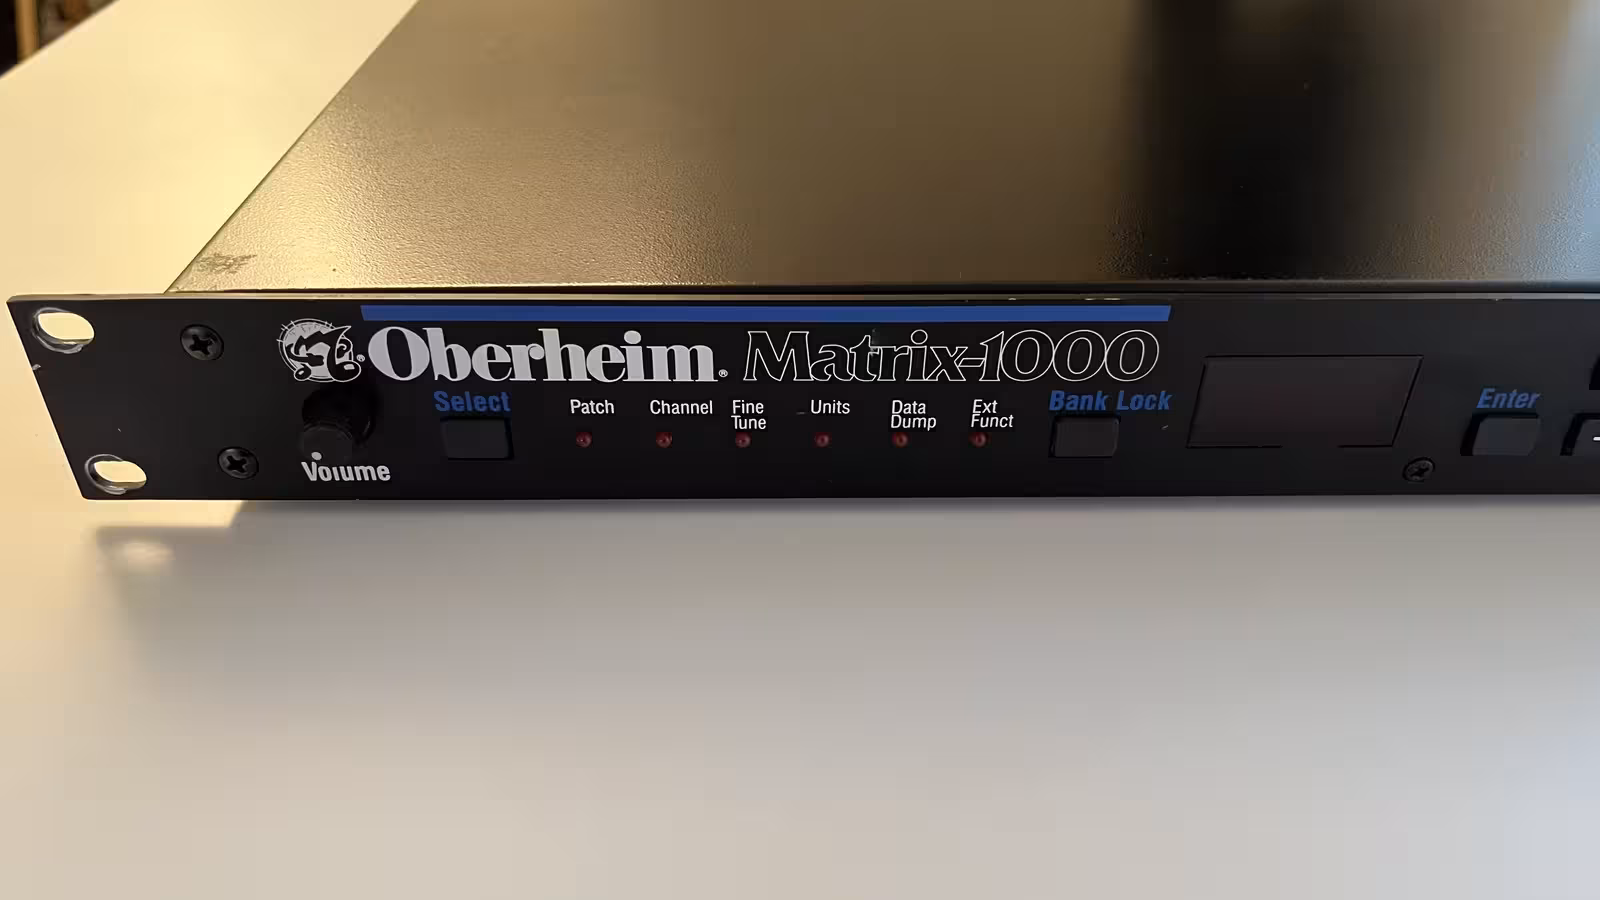 Oberheim® Matrix-1000
Select
Patch
Channel
Fine
Tune
Units
Data
Dump
Ext
Funct
Bank Lock
Enter
Volume